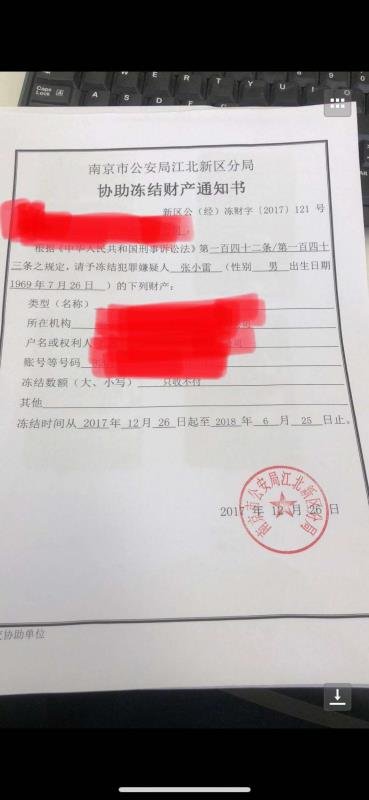 Caps
Lock
A
T
Y
U
南京市公安局江北新区分局
协助冻结财产通知书
新区公（经）冻财字〔2017〕121 号
根据《中华人民共和国刑事诉讼法》第一百四十二条/第一百四十
三条之规定，请予冻结犯罪嫌疑人 张小雷 （性别 男 出生日期
1969 年 7 月 26 日 ）的下列财产：
类型（名称）
所在机构
户名或权利人
账号等号码
冻结数额（大、小写） 只收不付
其他
冻结时间从 2017 年 12 月 26 日起至 2018 年 6 月 25 日止。
南京市公安局江北新区分局
2017 年 12 月 26 日
协助单位